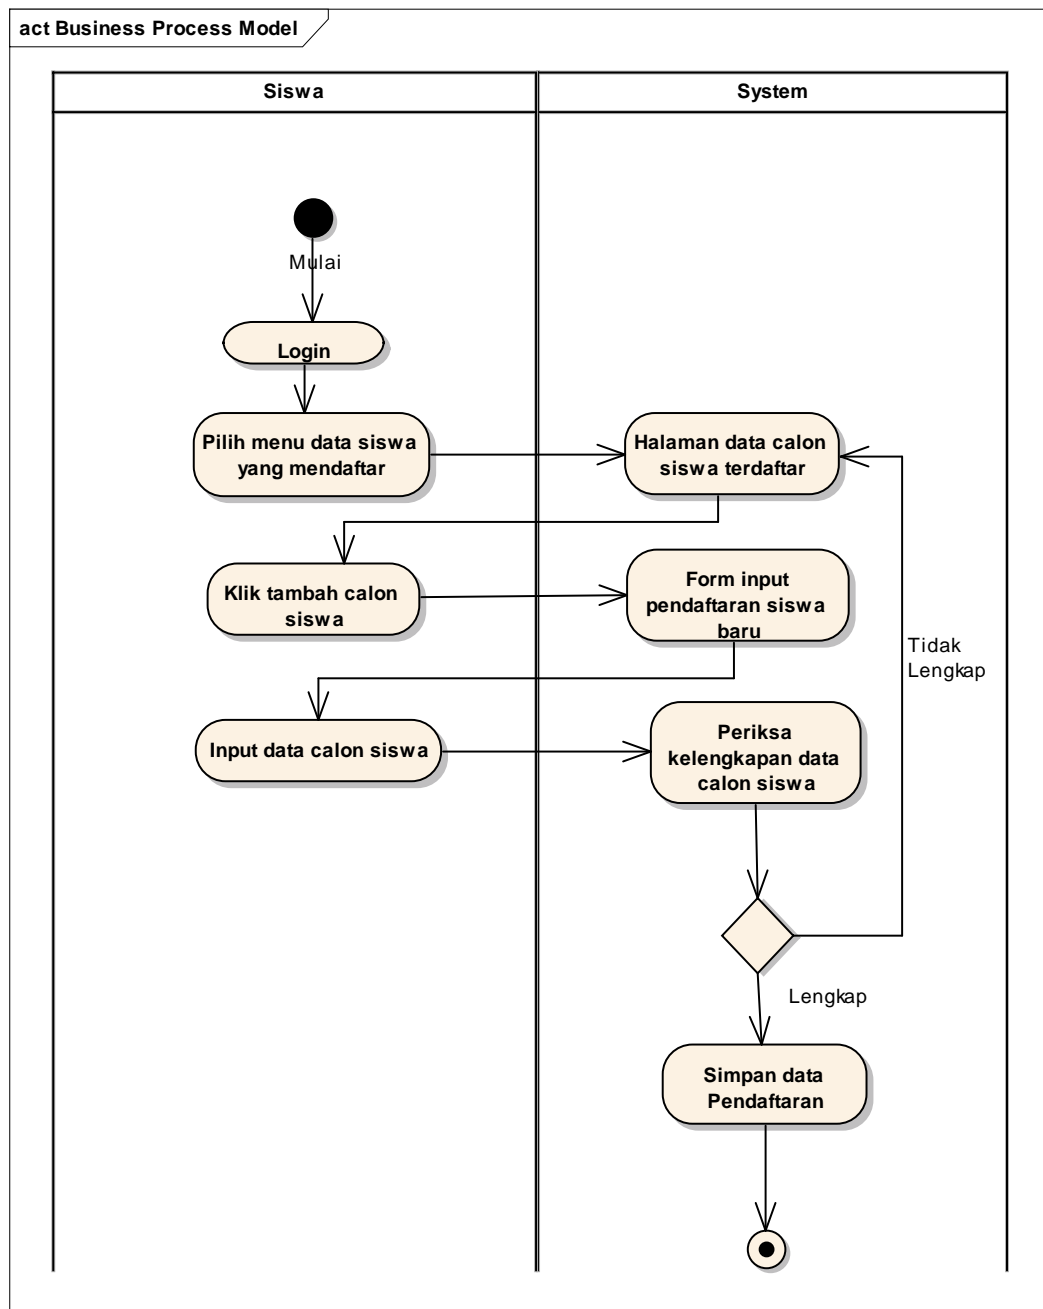 act Business Process Model
Siswa
System
Mulai
Login
Pilih menu data siswa
yang mendaftar
Halaman data calon
siswa terdaftar
Klik tambah calon
siswa
Form input
pendaftaran siswa
baru
Tidak
Lengkap
Input data calon siswa
Periksa
kelengkapan data
calon siswa
Lengkap
Simpan data
Pendaftaran